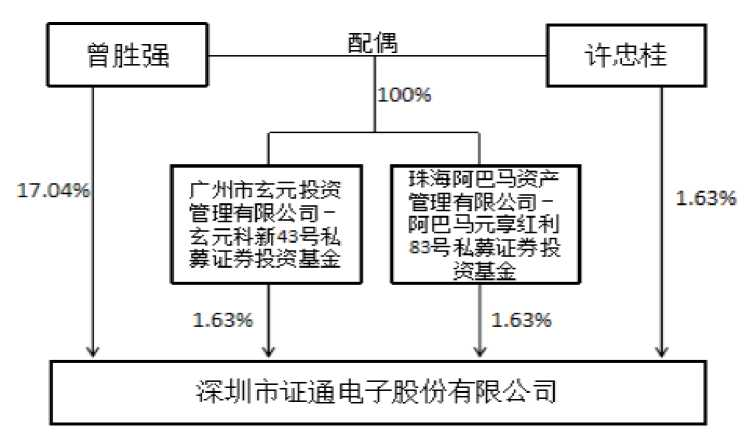 曾胜强
配偶
许忠桂
100%
17.04%
广州市玄元投资
管理有限公司－
玄元科新43号私
募证券投资基金
珠海阿巴马资产
管理有限公司－
阿巴马元享红利
83号私募证券投
资基金
1.63%
1.63%
1.63%
深圳市证通电子股份有限公司